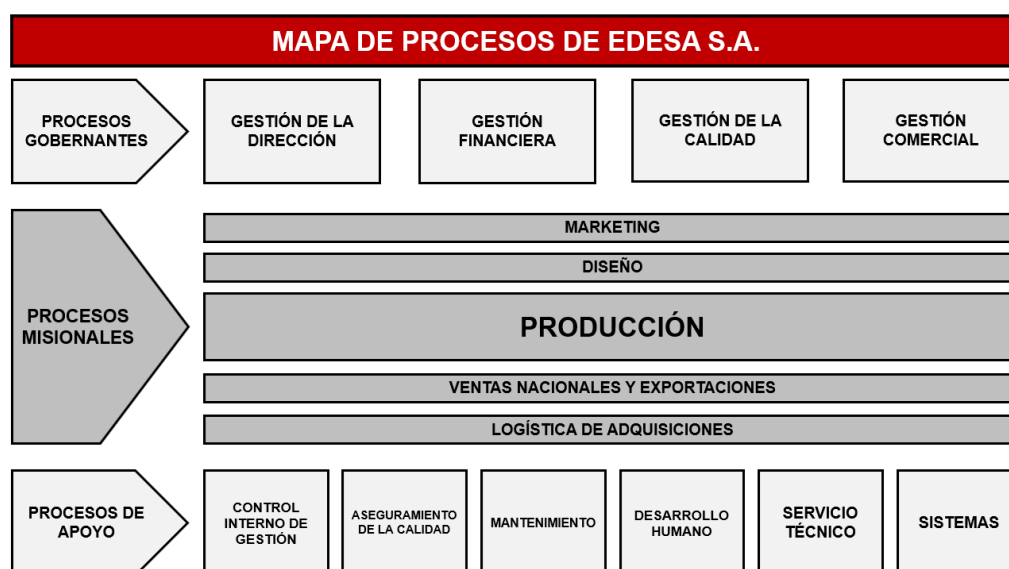 MAPA DE PROCESOS DE EDESA S.A.
PROCESOS
GOBERNANTES
GESTIÓN DE LA
DIRECCIÓN
GESTIÓN
FINANCIERA
GESTIÓN DE LA
CALIDAD
GESTIÓN
COMERCIAL
PROCESOS
MISIONALES
MARKETING
DISEÑO
PRODUCCIÓN
VENTAS NACIONALES Y EXPORTACIONES
LOGÍSTICA DE ADQUISICIONES
PROCESOS DE
APOYO
CONTROL
INTERNO DE
GESTIÓN
ASEGURAMIENTO
DE LA CALIDAD
MANTENIMIENTO
DESARROLLO
HUMANO
SERVICIO
TÉCNICO
SISTEMAS